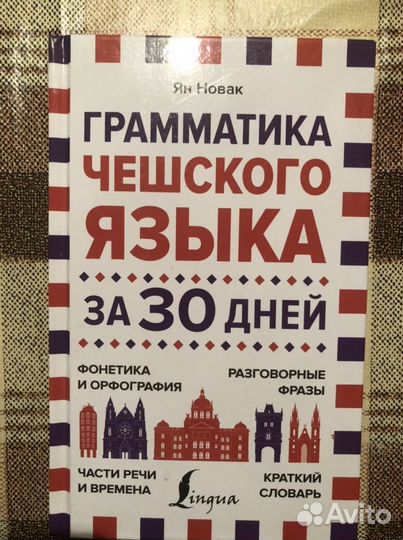 Ян Новак
ГРАММАТИКА
ЧЕШСКОГО
ЯЗЫКА
ЗА 30 ДНЕЙ
ФОНЕТИКА
И ОРФОГРАФИЯ
РАЗГОВОРНЫЕ
ФРАЗЫ
ЧАСТИ РЕЧИ
И ВРЕМЕНА
Lingua
КРАТКИЙ
СЛОВАРЬ
Avito